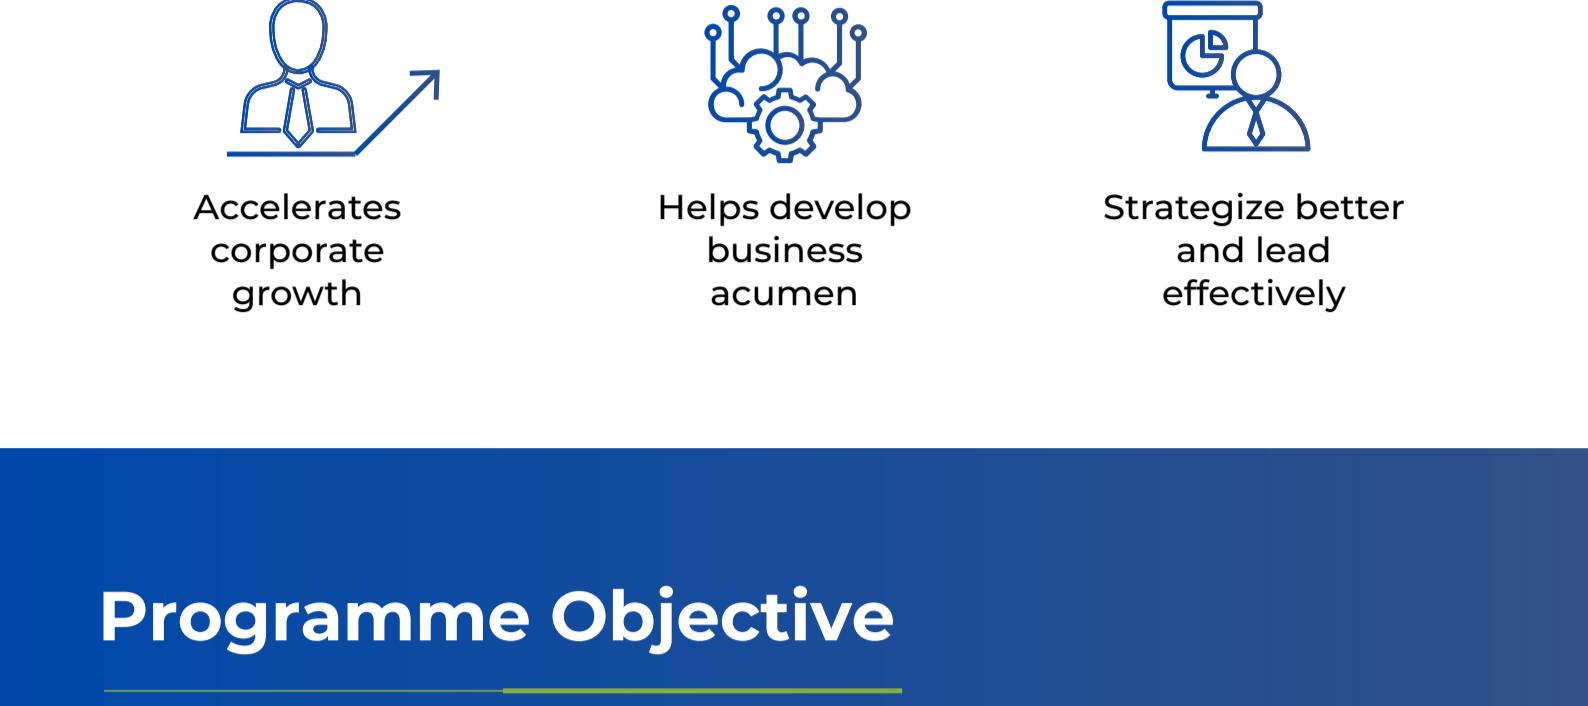 Accelerates
corporate
growth
Helps develop
business
acumen
Strategize better
and lead
effectively
Programme Objective